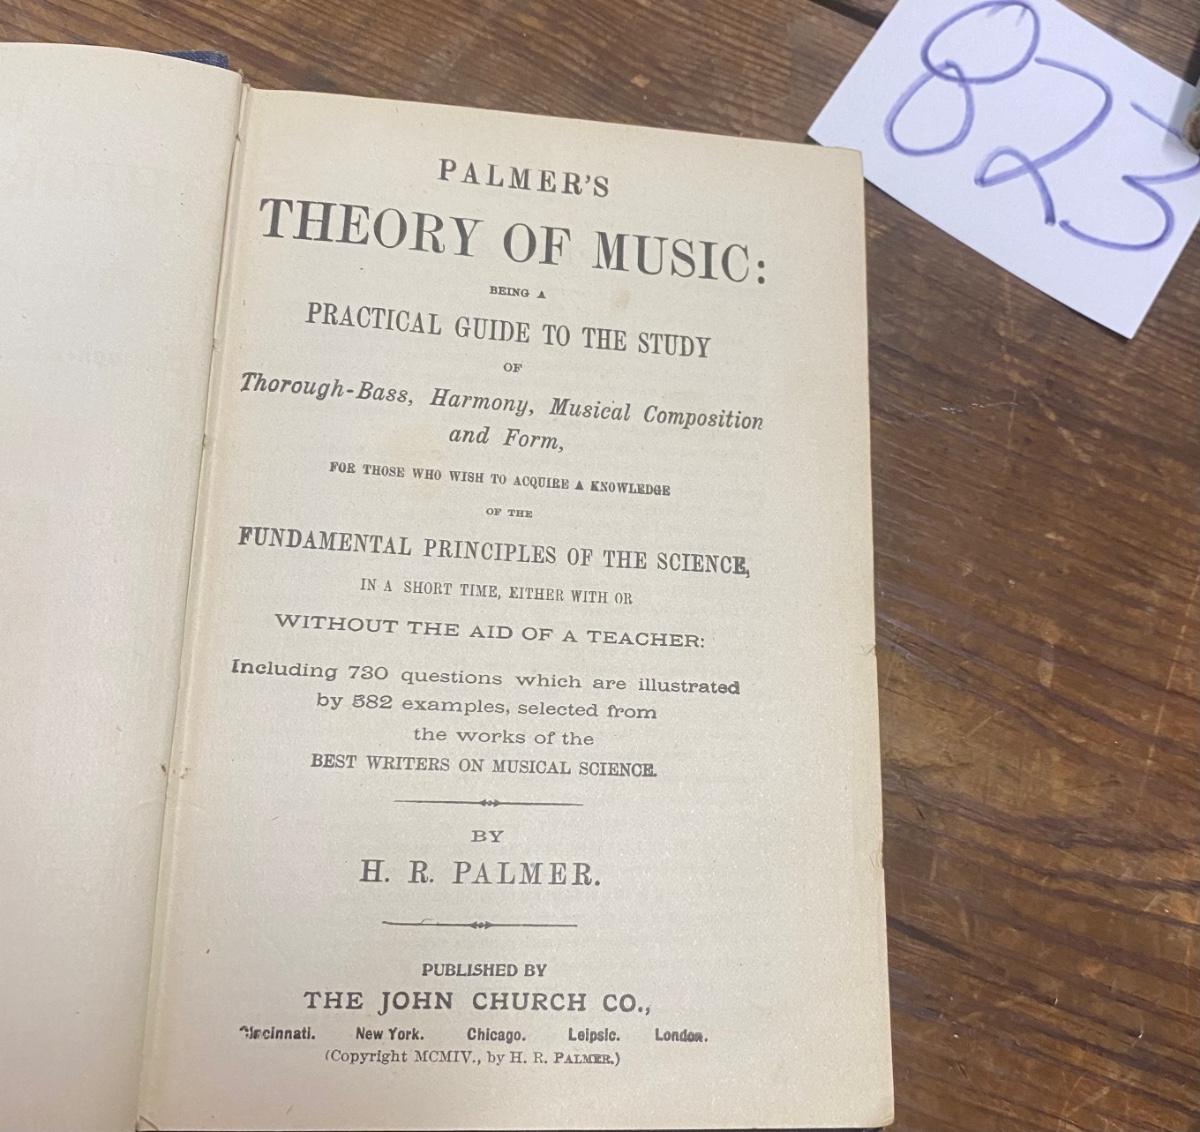 823
PALMER'S
THEORY OF MUSIC:
BEING A
PRACTICAL GUIDE TO THE STUDY
OF
Thorough-Bass, Harmony, Musical Composition
and Form,
FOR THOSE WHO WISH TO ACQUIRE A KNOWLEDGE
OF THE
FUNDAMENTAL PRINCIPLES OF THE SCIENCE,
IN A SHORT TIME, EITHER WITH OR
WITHOUT THE AID OF A TEACHER:
Including 730 questions which are illustrated
by 582 examples, selected from
the works of the
BEST WRITERS ON MUSICAL SCIENCE.
BY
H. R. PALMER.
PUBLISHED BY
THE JOHN CHURCH CO.,
Cincinnati. New York. Chicago. Leipsic. London.
(Copyright MCMIV., by H. R. PALMER.)